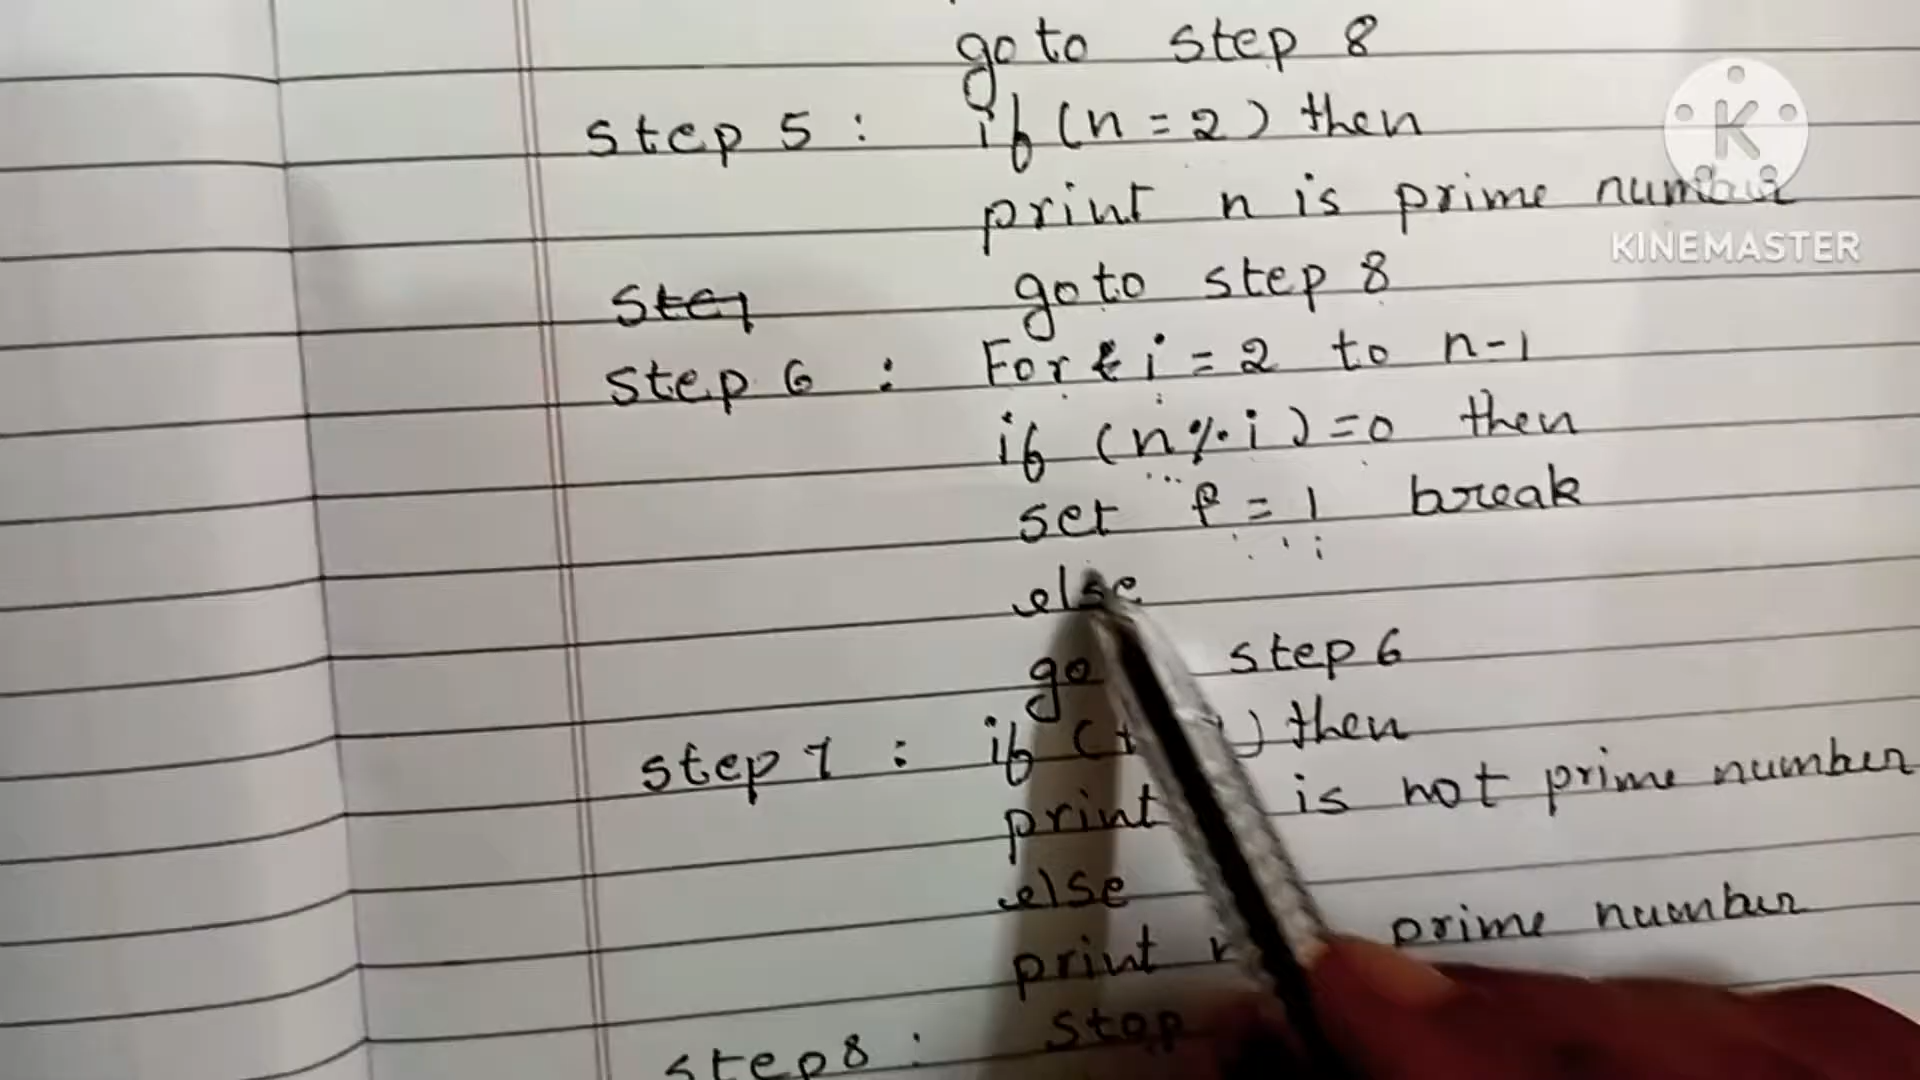 goto step 8
step 5 : if (n = 2) then
print n is prime number
K
KINEMASTER
goto step 8
step 6 : For i = 2 to n-1
if (n % i) = 0 then
set f = 1 break
else
go step 6
step 7 : if ( ) then
print is not prime number
else
print prime number
step 8 : stop